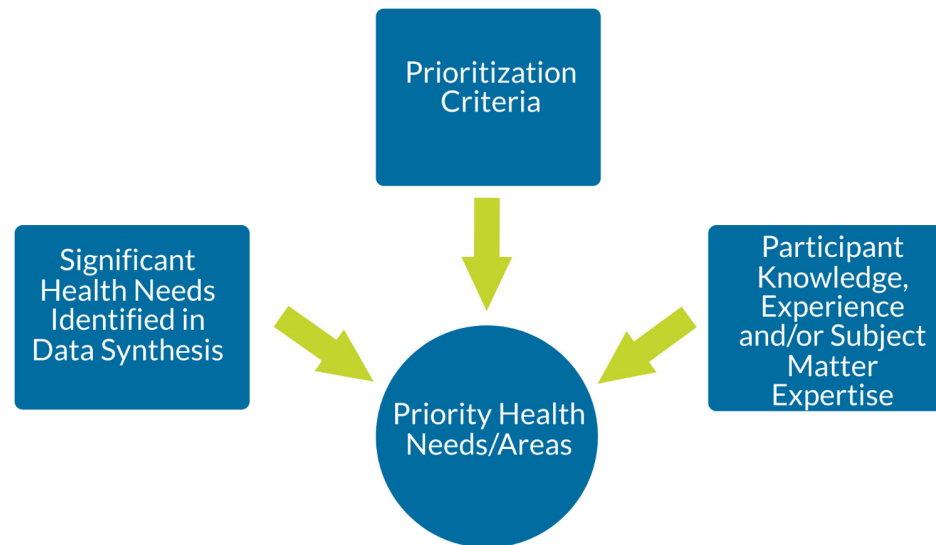 Prioritization
Criteria
Significant
Health Needs
Identified in
Data Synthesis
Participant
Knowledge,
Experience
and/or Subject
Matter
Expertise
Priority Health
Needs/Areas